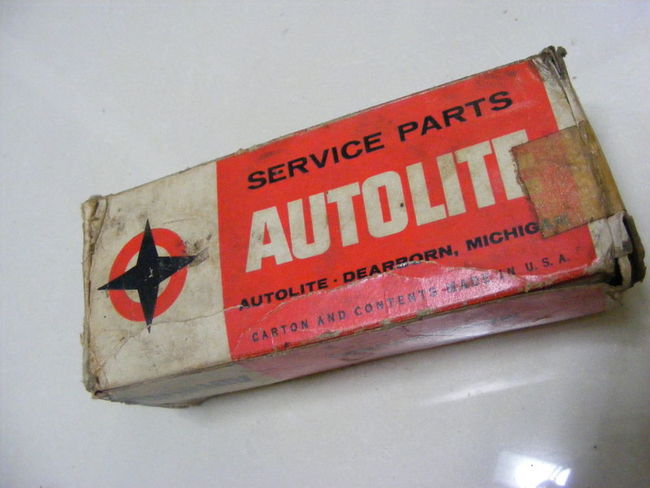 SERVICE PARTS
AUTOLITE
AUTOLITE · DEARBORN, MICHIGAN
CARTON AND CONTENTS MADE IN U.S.A.